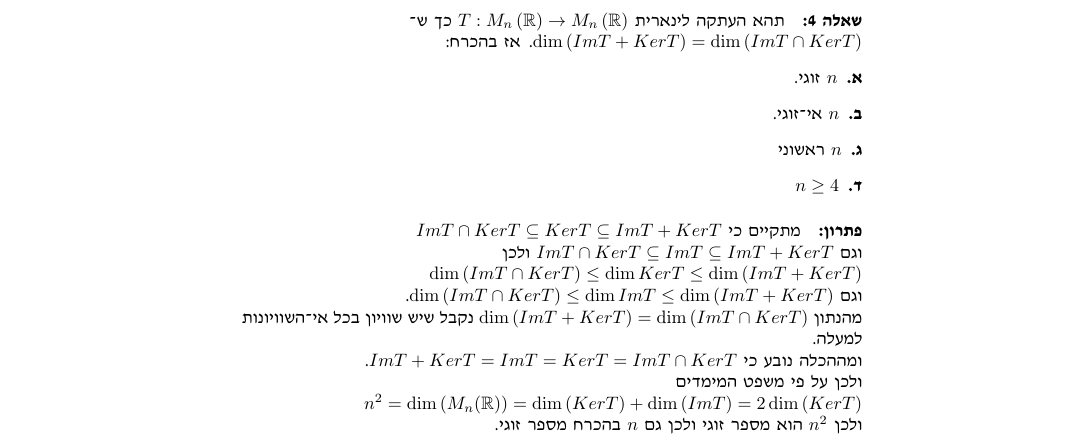 שאלה 4: תהא העתקה לינארית T : Mₙ (ℝ) → Mₙ (ℝ) כך ש־
dim (ImT + KerT) = dim (ImT ∩ KerT). אז בהכרח:
א. n זוגי.
ב. n אי־זוגי.
ג. n ראשוני
ד. n ≥ 4
פתרון: מתקיים כי ImT ∩ KerT ⊆ KerT ⊆ ImT + KerT
וגם ImT ∩ KerT ⊆ ImT ⊆ ImT + KerT ולכן
dim (ImT ∩ KerT) ≤ dim KerT ≤ dim (ImT + KerT)
וגם dim (ImT ∩ KerT) ≤ dim ImT ≤ dim (ImT + KerT).
מהנתון dim (ImT + KerT) = dim (ImT ∩ KerT) נקבל שיש שוויון בכל אי־השוויונות
למעלה.
ומההכלה נובע כי ImT + KerT = ImT = KerT = ImT ∩ KerT.
ולכן על פי משפט המימדים
n² = dim (Mₙ(ℝ)) = dim (KerT) + dim (ImT) = 2 dim (KerT)
ולכן n² הוא מספר זוגי ולכן גם n בהכרח מספר זוגי.